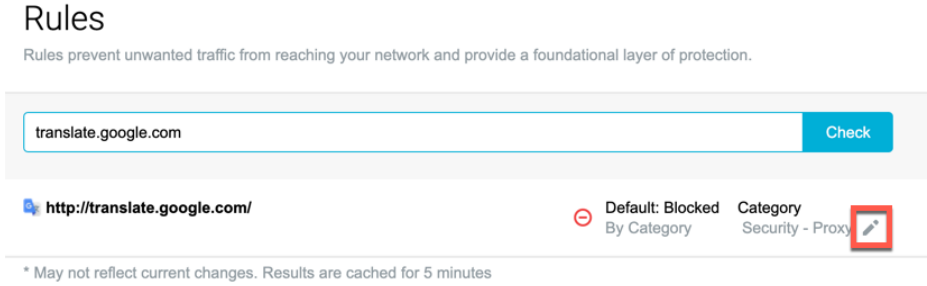 Rules
Rules prevent unwanted traffic from reaching your network and provide a foundational layer of protection.
translate.google.com Check
http://translate.google.com/ Default: Blocked Category
By Category Security - Proxy
* May not reflect current changes. Results are cached for 5 minutes